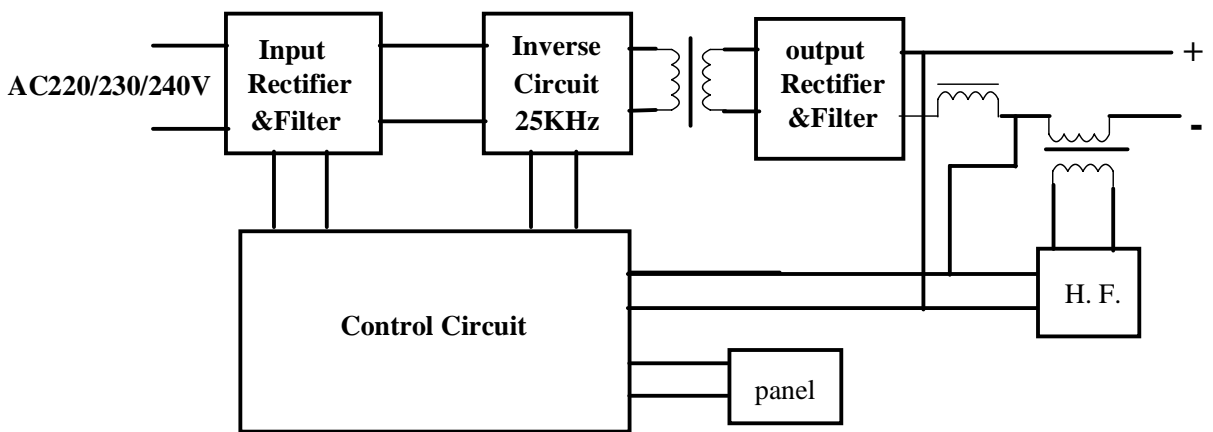 AC220/230/240V
Input
Rectifier
&Filter
Inverse
Circuit
25KHz
output
Rectifier
&Filter
+
-
Control Circuit
H. F.
panel